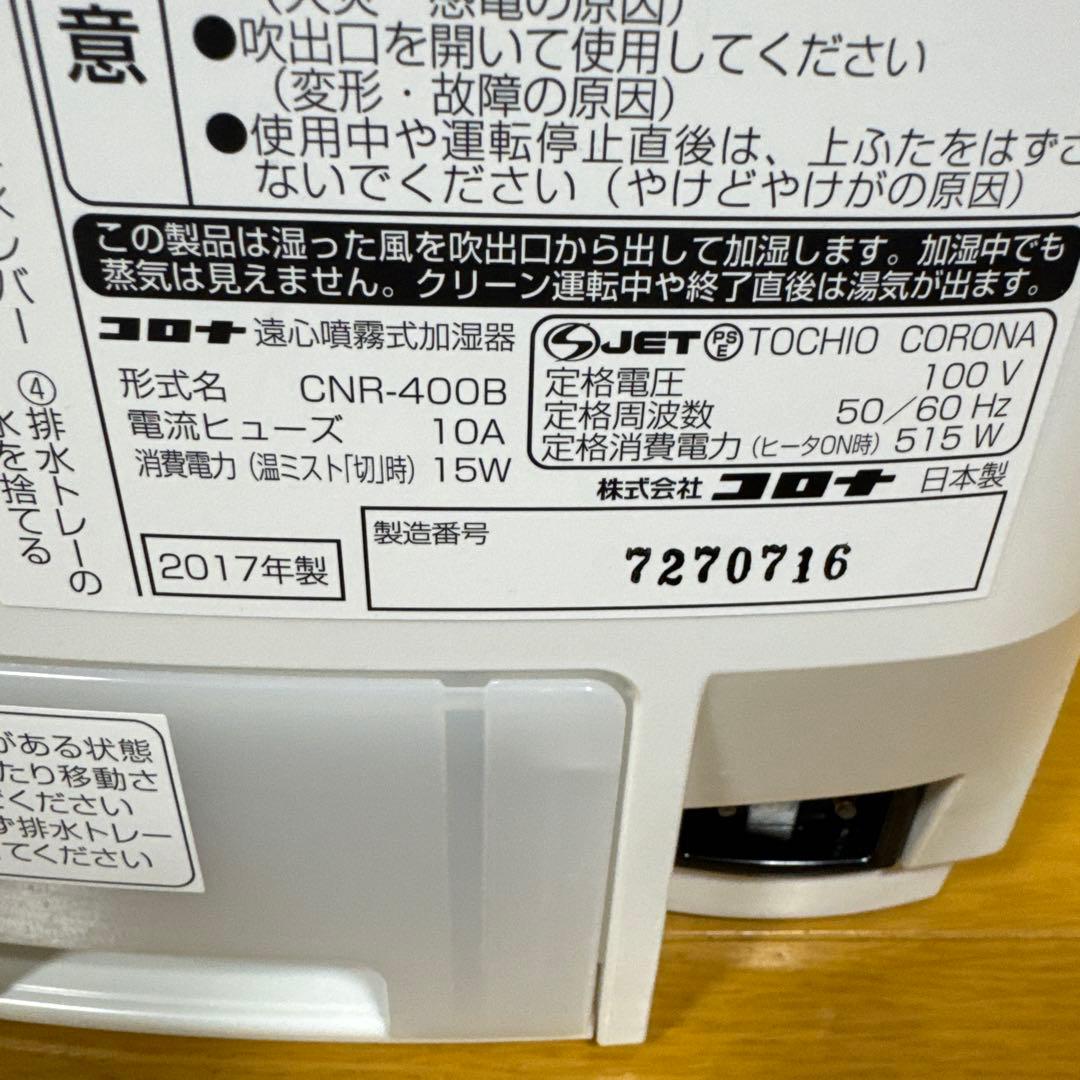 (火災・感電の原因)
意
●吹出口を開いて使用してください
(変形・故障の原因)
●使用中や運転停止直後は、上ふたをはずさ
ないでください(やけどやけがの原因)
この製品は湿った風を吹出口から出して加湿します。加湿中でも
蒸気は見えません。クリーン運転中や終了直後は湯気が出ます。
コロナ 遠心噴霧式加湿器
形式名 CNR-400B
電流ヒューズ 10A
消費電力(温ミスト「切」時) 15W
S JET PSE TOCHIO CORONA
定格電圧 100 V
定格周波数 50/60 Hz
定格消費電力(ヒータON時) 515 W
株式会社 コロナ 日本製
2017年製
製造番号
7270716
レバー
④排水トレーの
水を捨てる
がある状態
たり移動さ
ください
ず排水トレー
てください